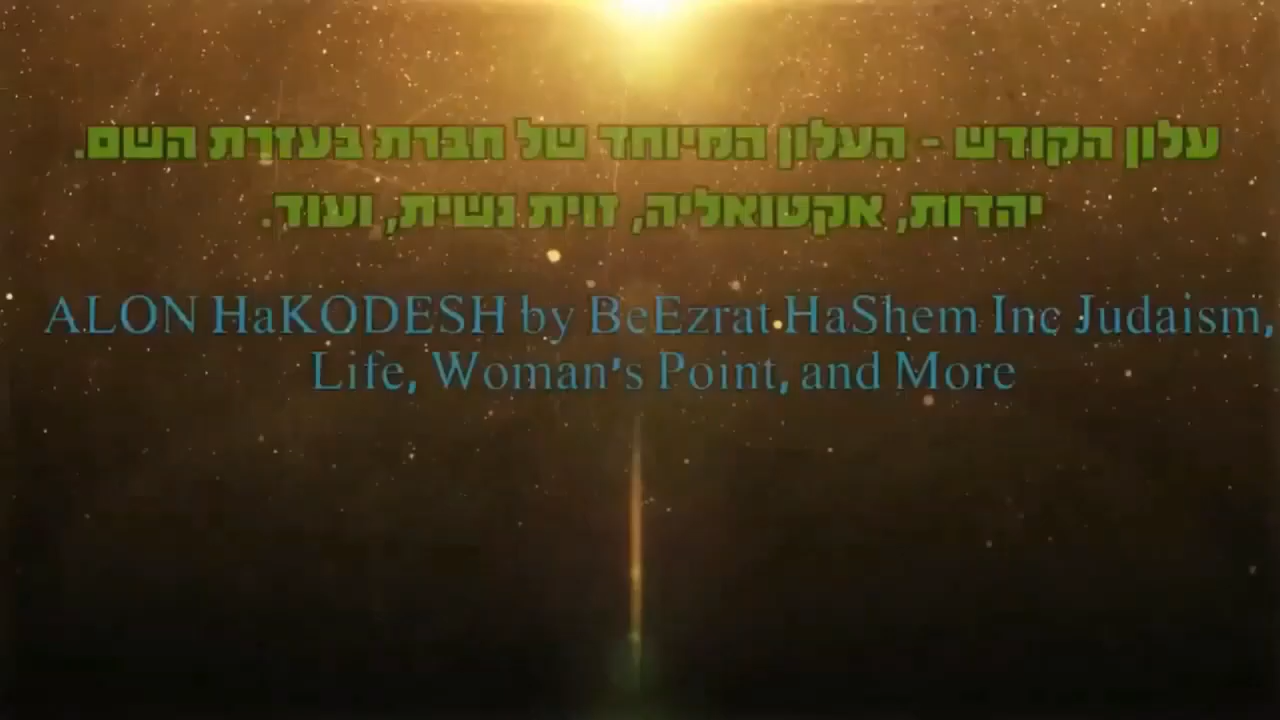 עלון הקודש - העלון המיוחד של חברת בעזרת השם.
יהדות, אקטואליה, זוית נשית, ועוד.
ALON HaKODESH by BeEzrat HaShem Inc Judaism,
Life, Woman's Point, and More